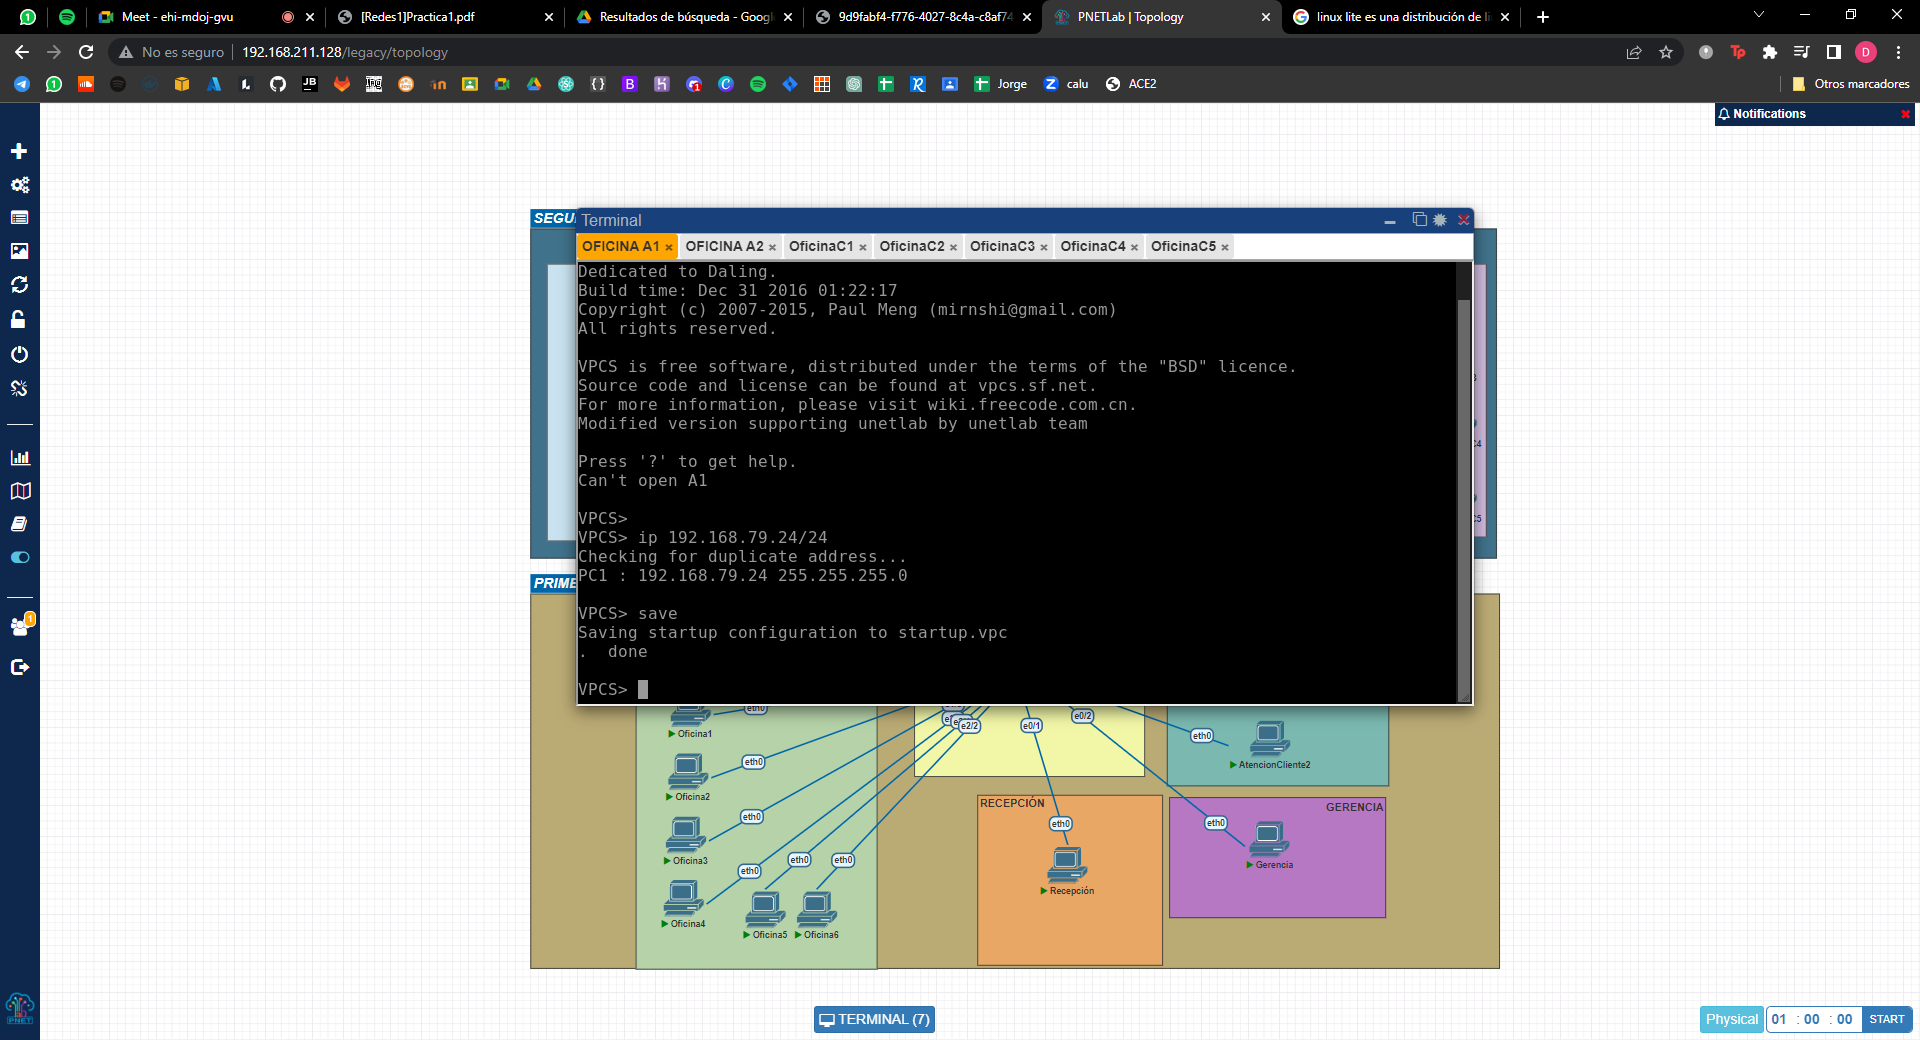 Meet - ehi-mdoj-gvu
[Redes1]Practica1.pdf
Resultados de búsqueda - Googl
9d9fabf4-f776-4027-8c4a-c8af74
PNETLab | Topology
linux lite es una distribución de li
No es seguro
192.168.211.128/legacy/topology
Jorge
calu
ACE2
Otros marcadores
Notifications
SEGU
Terminal
OFICINA A1
OFICINA A2
OficinaC1
OficinaC2
OficinaC3
OficinaC4
OficinaC5
Dedicated to Daling.
Build time: Dec 31 2016 01:22:17
Copyright (c) 2007-2015, Paul Meng (mirnshi@gmail.com)
All rights reserved.
VPCS is free software, distributed under the terms of the "BSD" licence.
Source code and license can be found at vpcs.sf.net.
For more information, please visit wiki.freecode.com.cn.
Modified version supporting unetlab by unetlab team
Press '?' to get help.
Can't open A1
VPCS>
VPCS> ip 192.168.79.24/24
Checking for duplicate address...
PC1 : 192.168.79.24 255.255.255.0
VPCS> save
Saving startup configuration to startup.vpc
.  done
VPCS>
PRIME
eth0
Oficina1
eth0
Oficina2
eth0
Oficina3
eth0
Oficina4
eth0
Oficina5
eth0
Oficina6
e2/2
e0/1
e0/2
eth0
AtencionCliente2
RECEPCIÓN
eth0
Recepción
GERENCIA
eth0
Gerencia
TERMINAL (7)
Physical
01 : 00 : 00
START
PNET